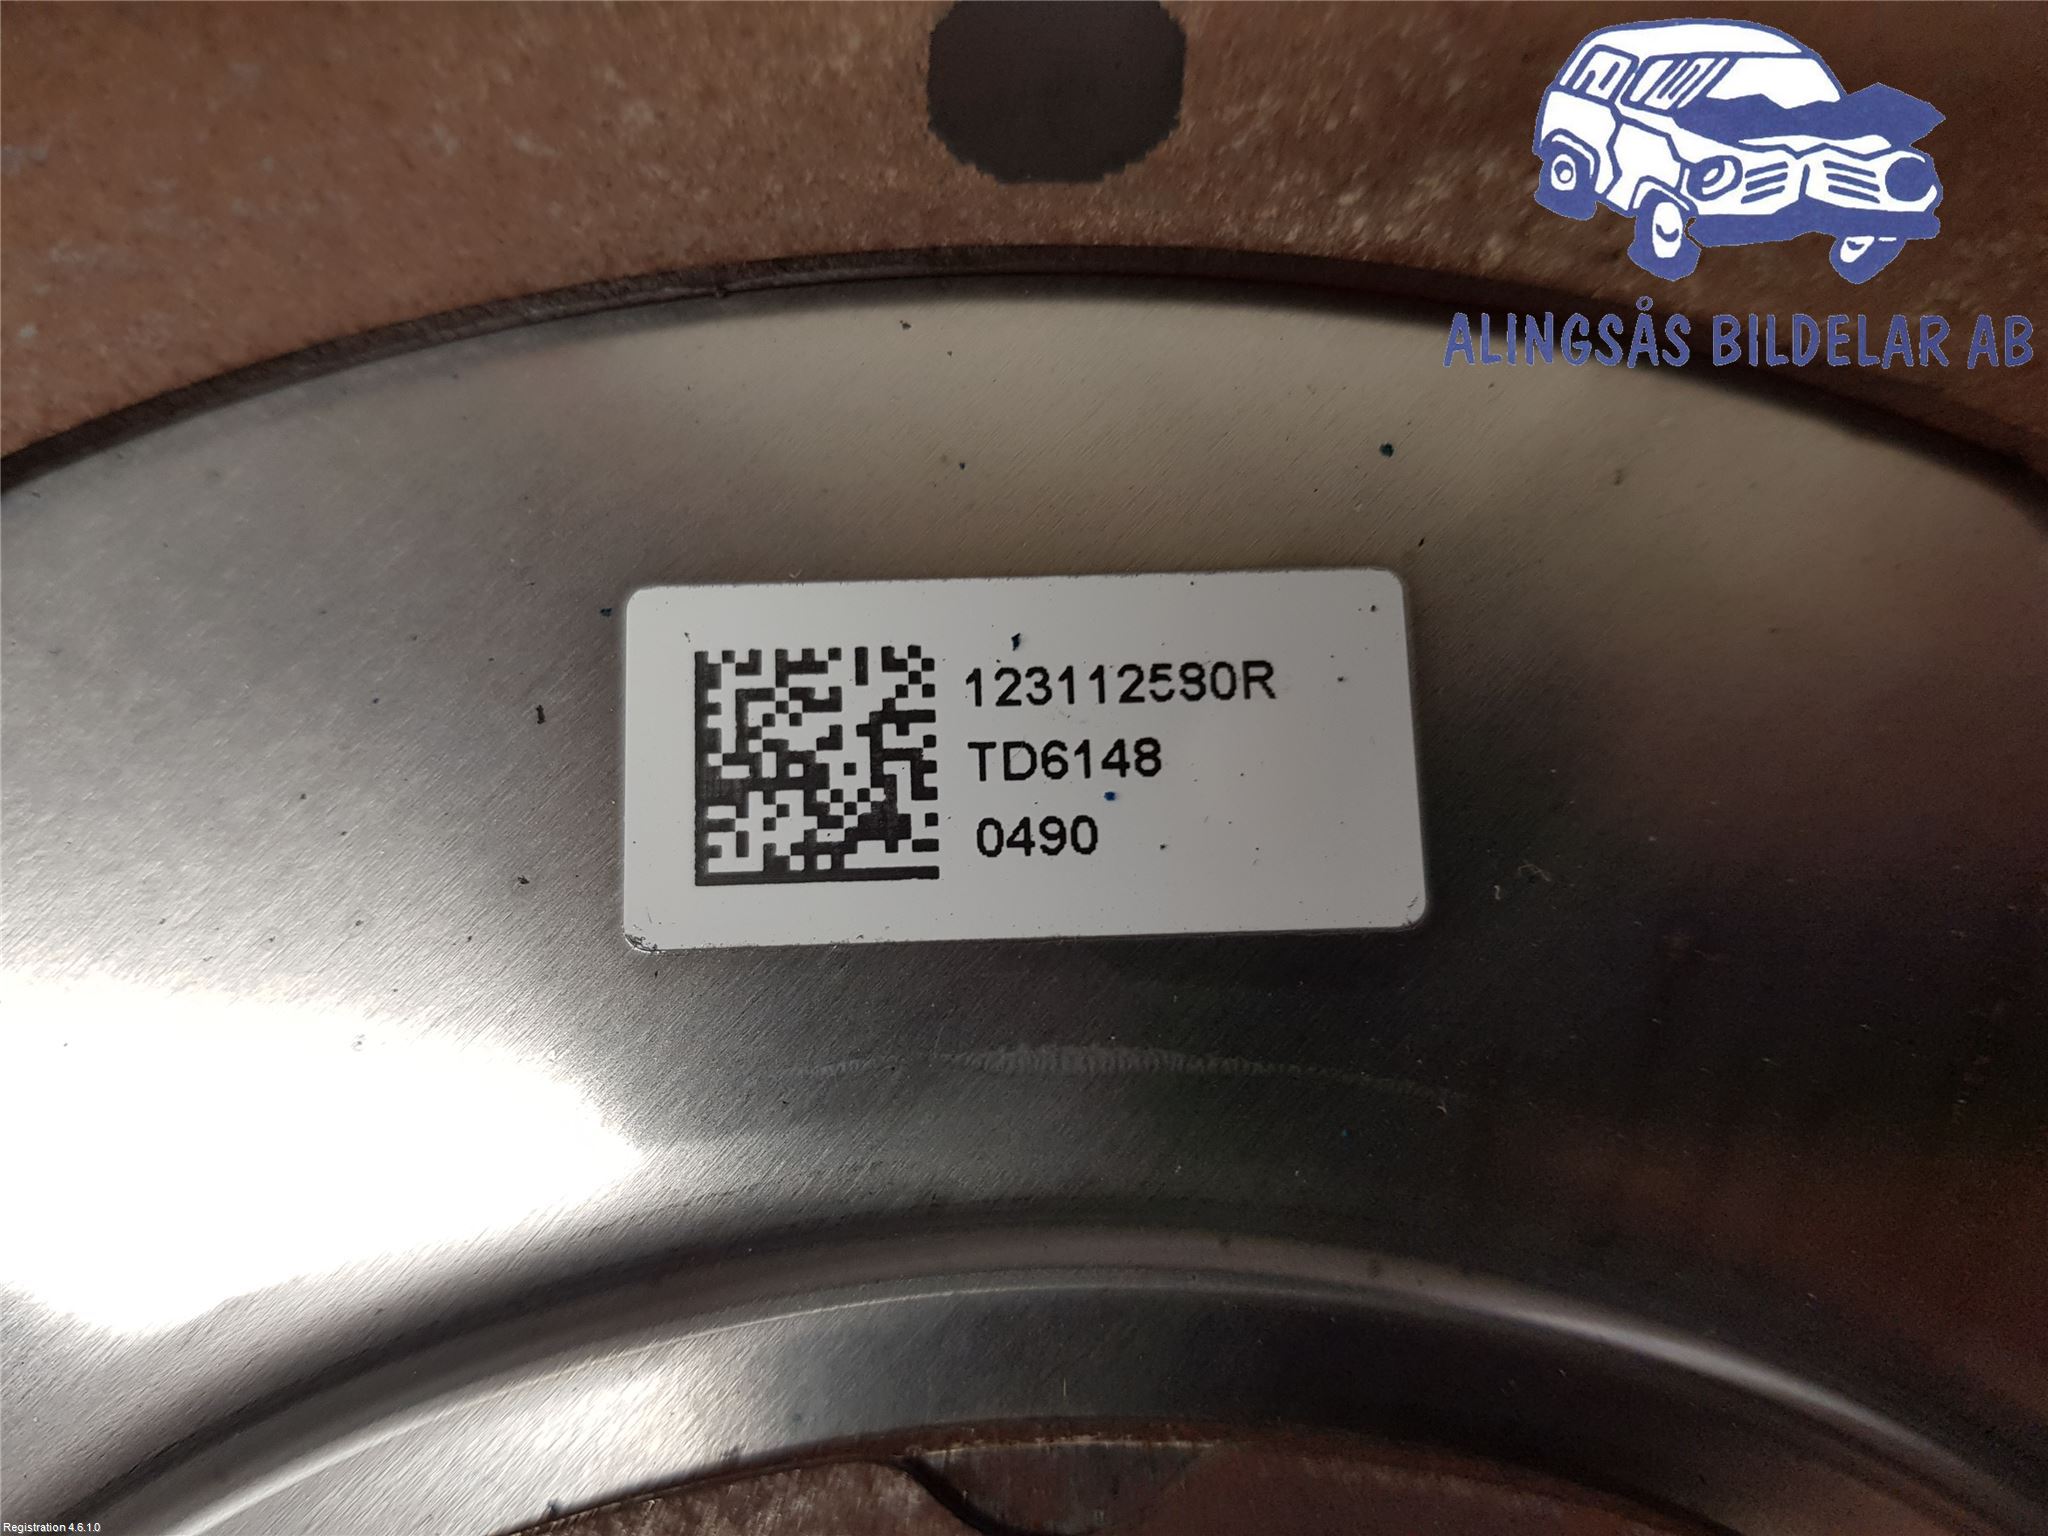 ALINGSÅS BILDELAR AB
123112580R
TD6148
0490
Registration 4.6.1.0